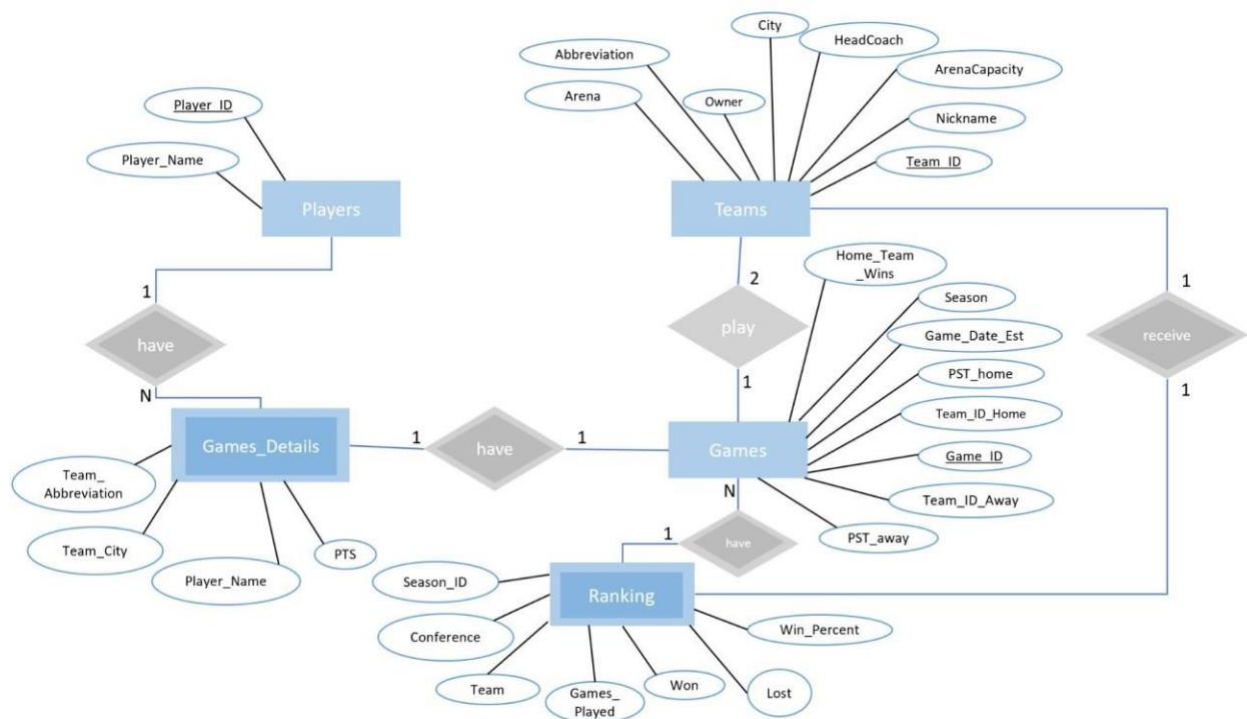 City
HeadCoach
Abbreviation
ArenaCapacity
Arena
Owner
Player_ID
Nickname
Player_Name
Team_ID
Players
Teams
Home_Team
_Wins
1
2
1
Season
have
play
receive
Game_Date_Est
PST_home
N
1
1
Team_ID_Home
Games_Details
1
have
1
Games
Game_ID
Team_
Abbreviation
N
Team_ID_Away
Team_City
PTS
1
have
PST_away
Player_Name
Season_ID
Ranking
Conference
Win_Percent
Team
Games_
Played
Won
Lost